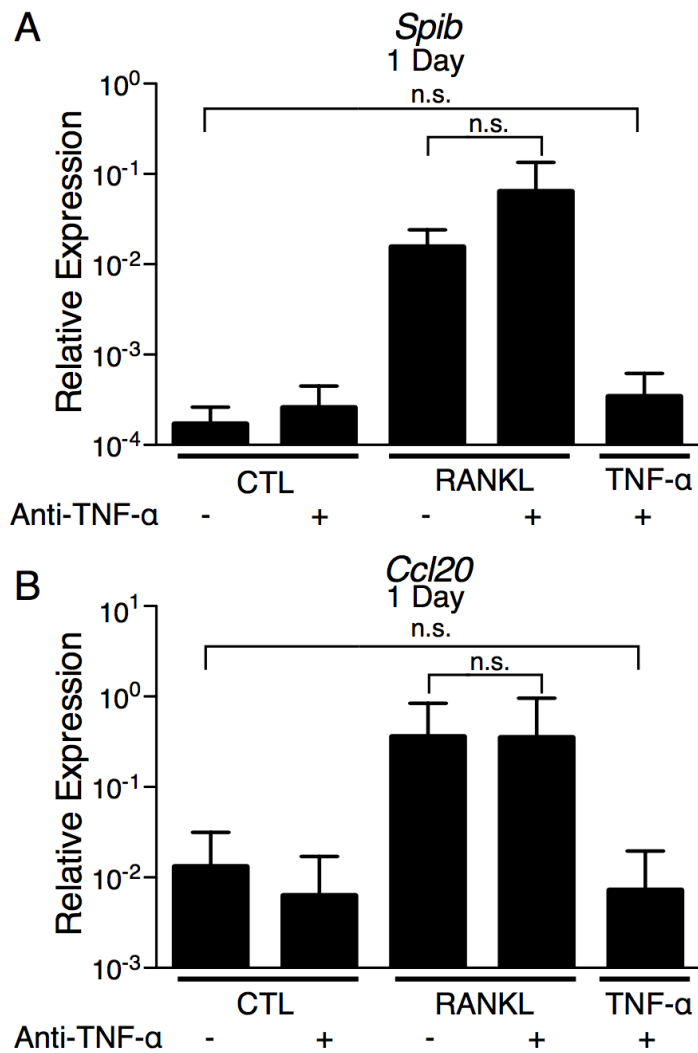 A
Spib
1 Day
n.s.
n.s.
Relative Expression
10^0
10^-1
10^-2
10^-3
10^-4
CTL RANKL TNF-α
Anti-TNF-α - + - + +
B
Ccl20
1 Day
n.s.
n.s.
Relative Expression
10^1
10^0
10^-1
10^-2
10^-3
CTL RANKL TNF-α
Anti-TNF-α - + - + +